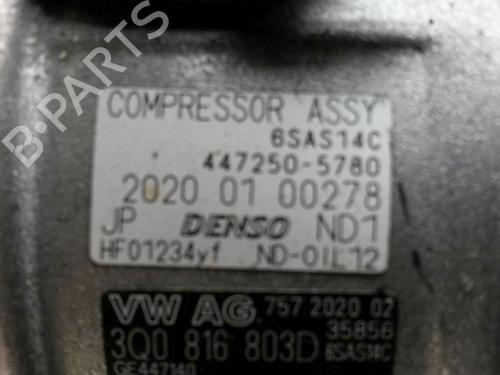 COMPRESSOR ASSY
6SAS14C
447250-5780
2020 01 00278
JP DENSO ND1
HF01234yf ND-OIL12
VW AG 757 2020 02
35856
3Q0 816 803D 6SAS14C
GE447140